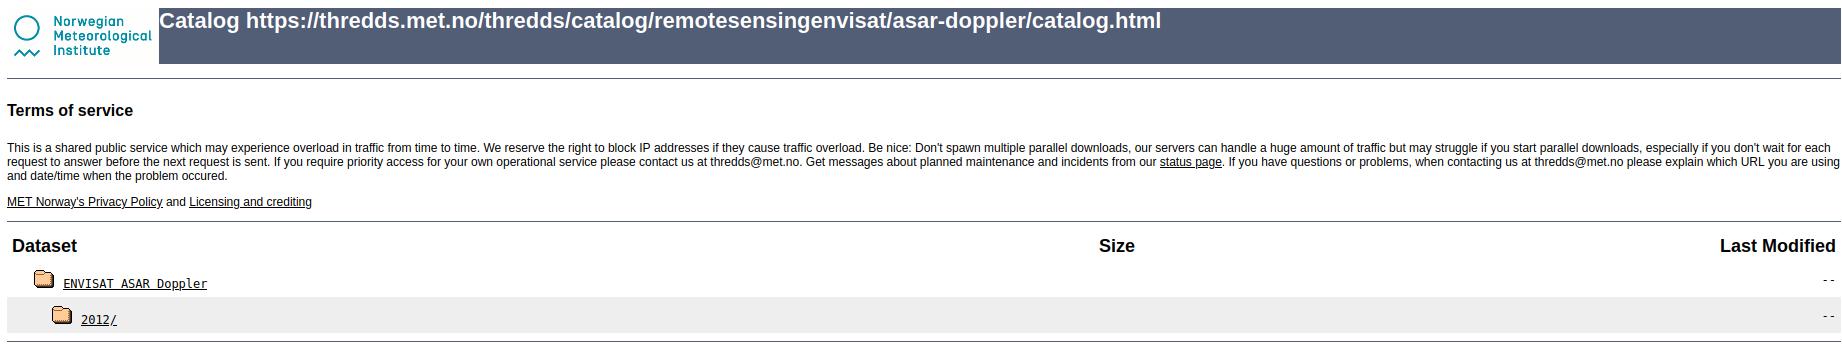 Norwegian
Meteorological
Institute
Catalog https://thredds.met.no/thredds/catalog/remotesensingenvisat/asar-doppler/catalog.html
Terms of service
This is a shared public service which may experience overload in traffic from time to time. We reserve the right to block IP addresses if they cause traffic overload. Be nice: Don't spawn multiple parallel downloads, our servers can handle a huge amount of traffic but may struggle if you start parallel downloads, especially if you don't wait for each
request to answer before the next request is sent. If you require priority access for your own operational service please contact us at thredds@met.no. Get messages about planned maintenance and incidents from our status page. If you have questions or problems, when contacting us at thredds@met.no please explain which URL you are using
and date/time when the problem occured.
MET Norway's Privacy Policy and Licensing and crediting
Dataset Size Last Modified
ENVISAT ASAR Doppler --
2012/ --